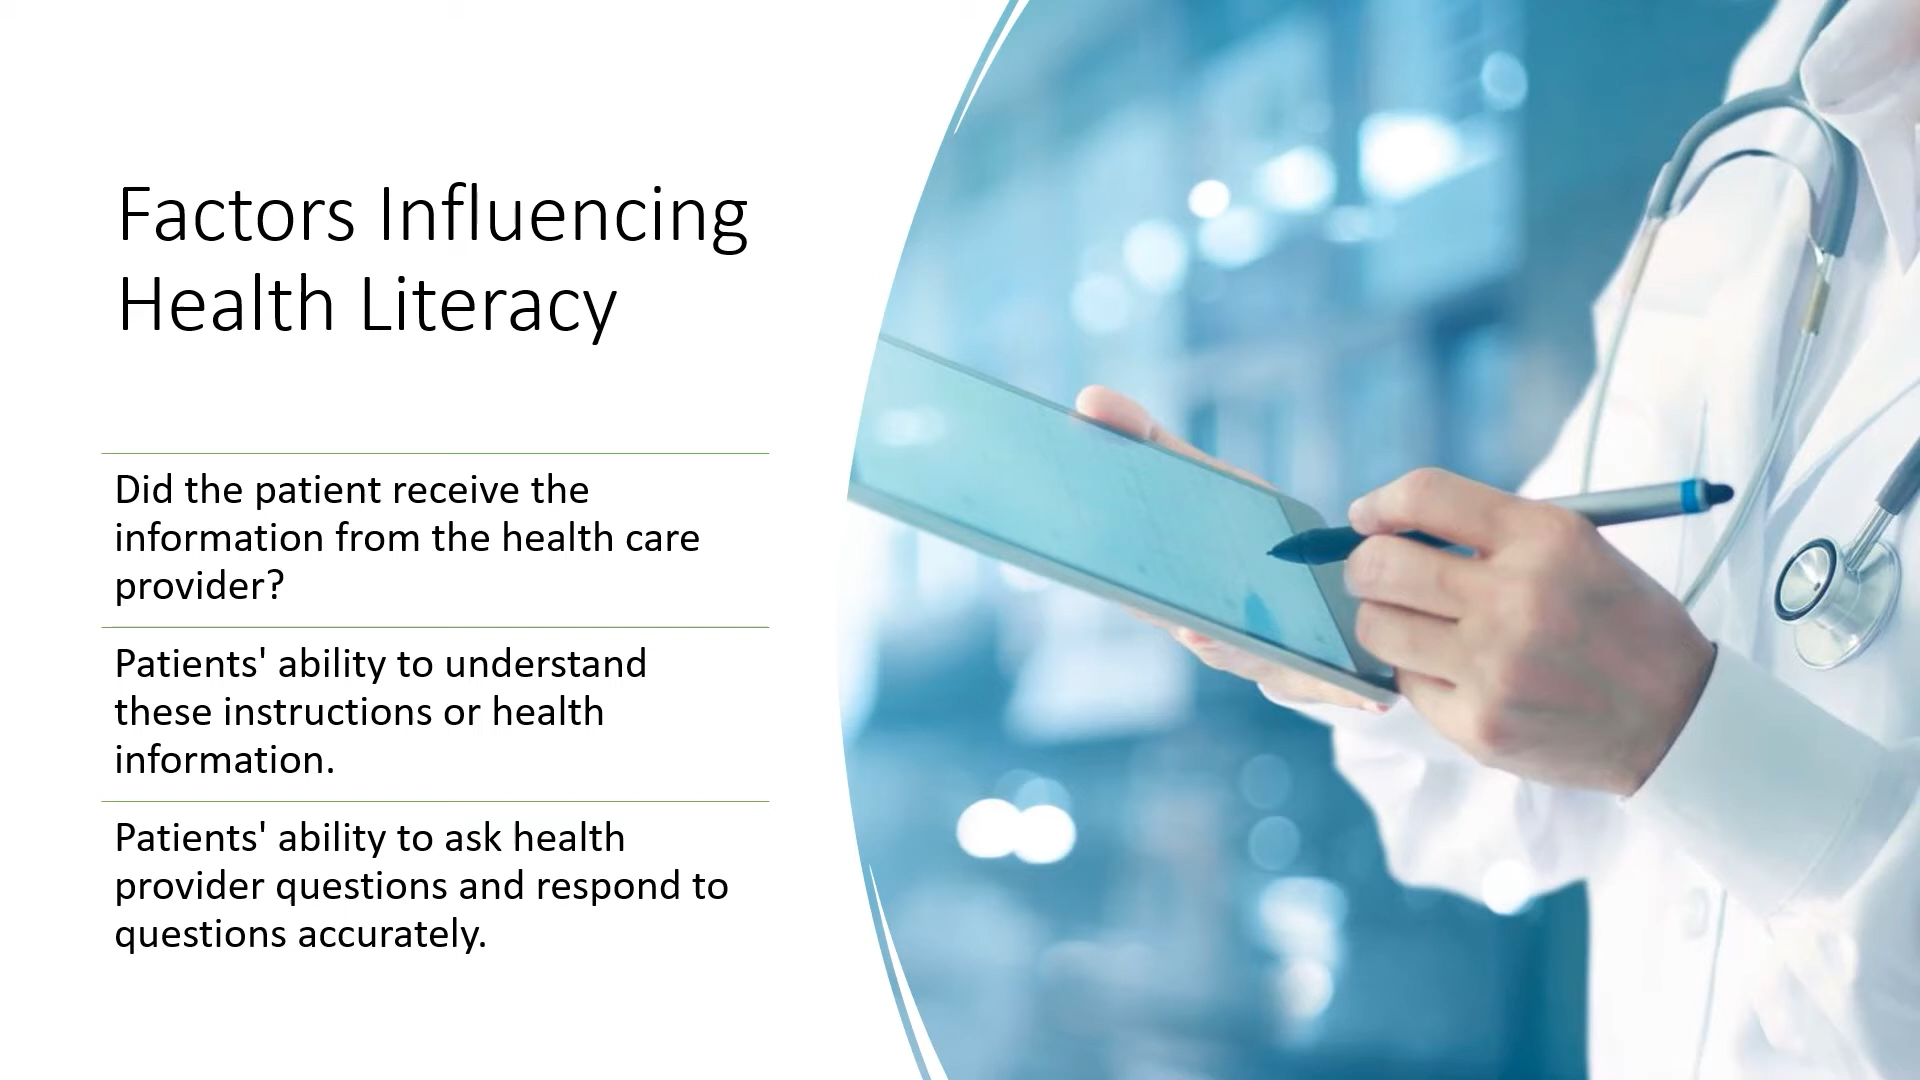 Factors Influencing
Health Literacy
Did the patient receive the
information from the health care
provider?
Patients' ability to understand
these instructions or health
information.
Patients' ability to ask health
provider questions and respond to
questions accurately.